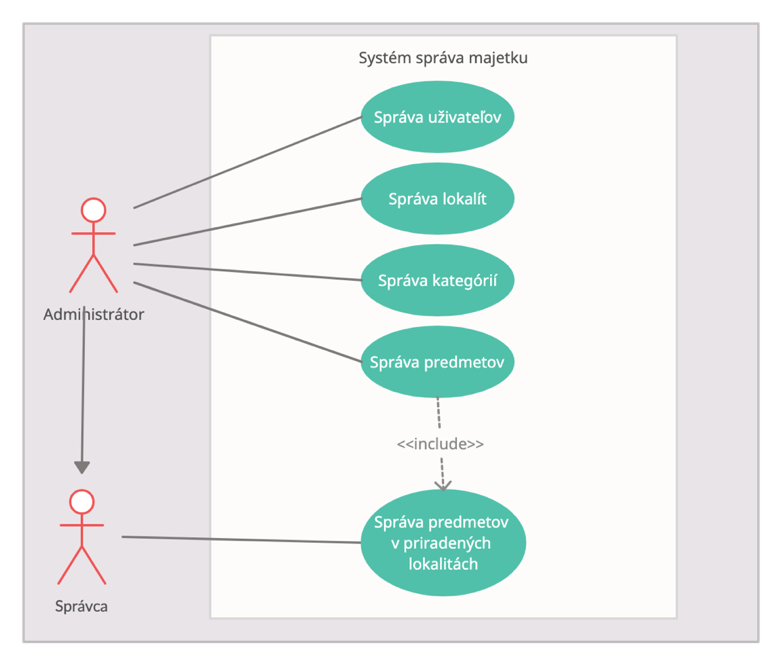 Systém správa majetku
Správa uživateľov
Správa lokalít
Správa kategórií
Administrátor
Správa predmetov
<<include>>
Správa predmetov
v priradených
lokalitách
Správca